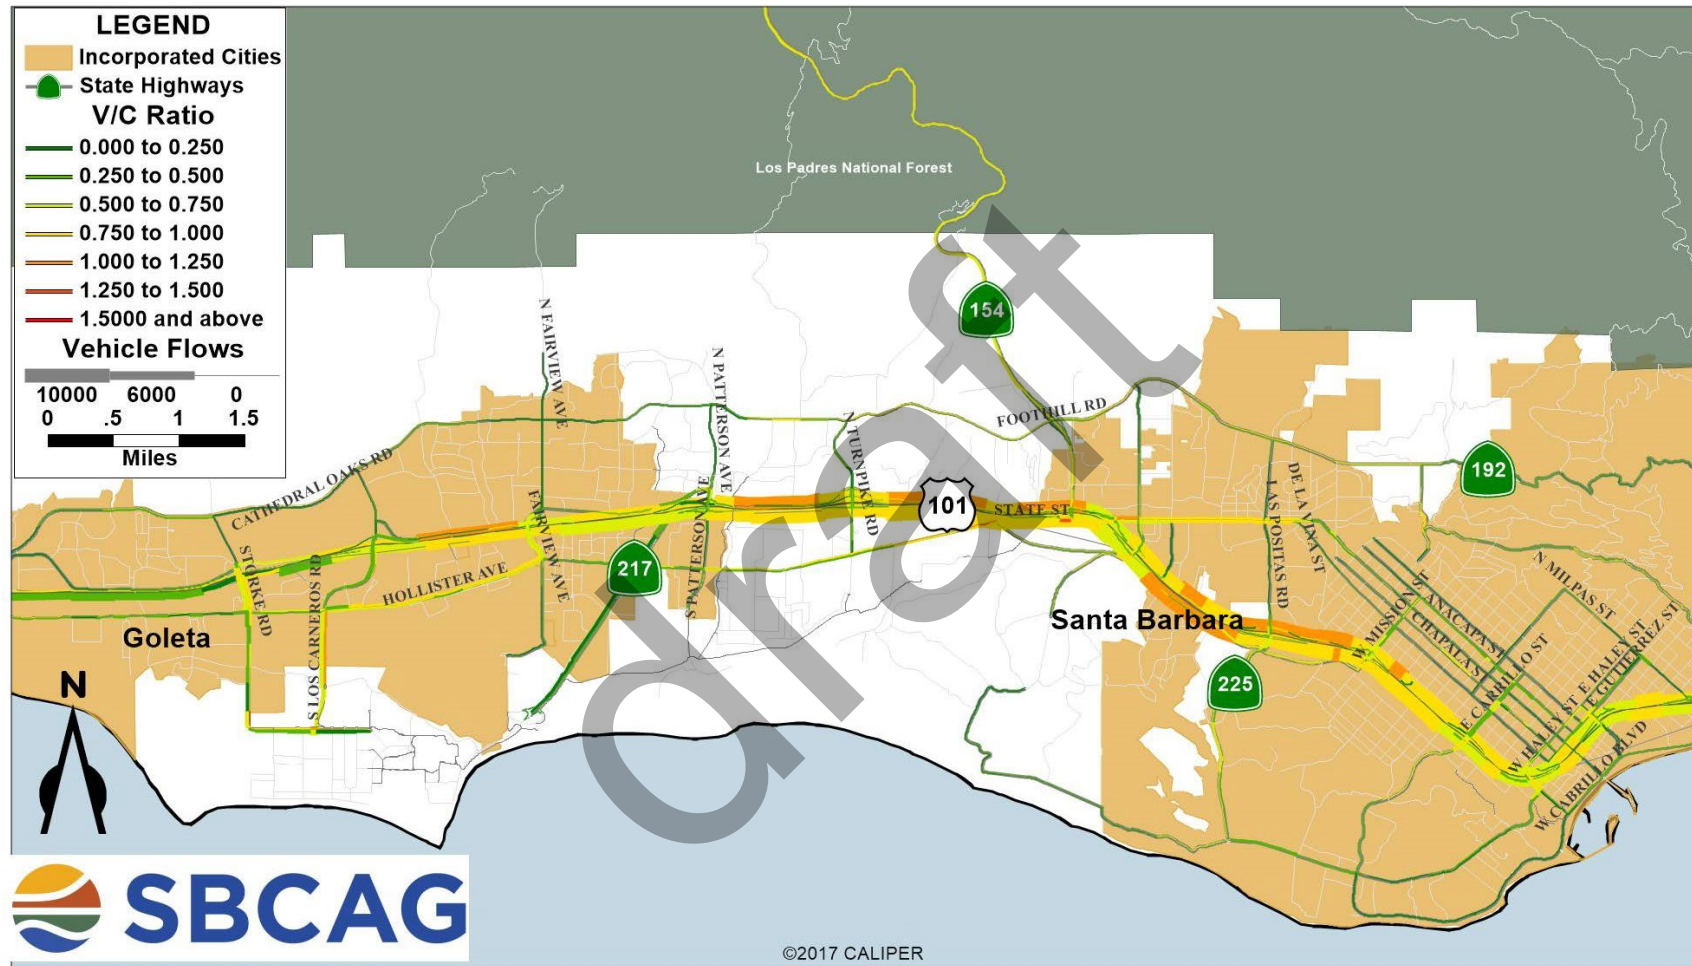 LEGEND
Incorporated Cities
State Highways
V/C Ratio
0.000 to 0.250
0.250 to 0.500
0.500 to 0.750
0.750 to 1.000
1.000 to 1.250
1.250 to 1.500
1.5000 and above
Vehicle Flows
10000 6000 0
0 .5 1 1.5
Miles
Los Padres National Forest
154
192
101
217
225
N FAIRVIEW AVE
N PATTERSON AVE
N TURNPIKE RD
FOOTHILL RD
CATHEDRAL OAKS RD
STATE ST
DE LA VINA ST
LAS POSITAS RD
FAIRVIEW AVE
S PATTERSON AVE
STORKE RD
HOLLISTER AVE
S LOS CARNEROS RD
Goleta
Santa Barbara
W MISSION ST
ANACAPA ST
CHAPALA S
N MILPAS ST
E CARRILLO ST
E HALEY ST
E GUTIERREZ ST
W HALEY ST
W CABRILLO BLVD
N
draft
SBCAG
©2017 CALIPER